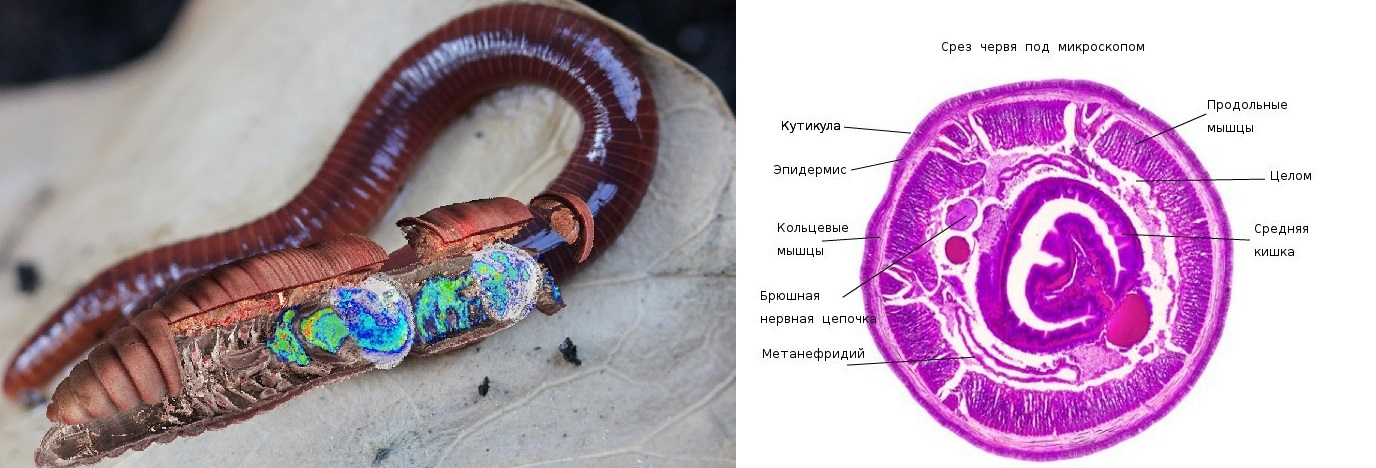 Срез червя под микроскопом
Кутикула
Эпидермис
Кольцевые
мышцы
Брюшная
нервная цепочка
Метанефридий
Продольные
мышцы
Целом
Средняя
кишка